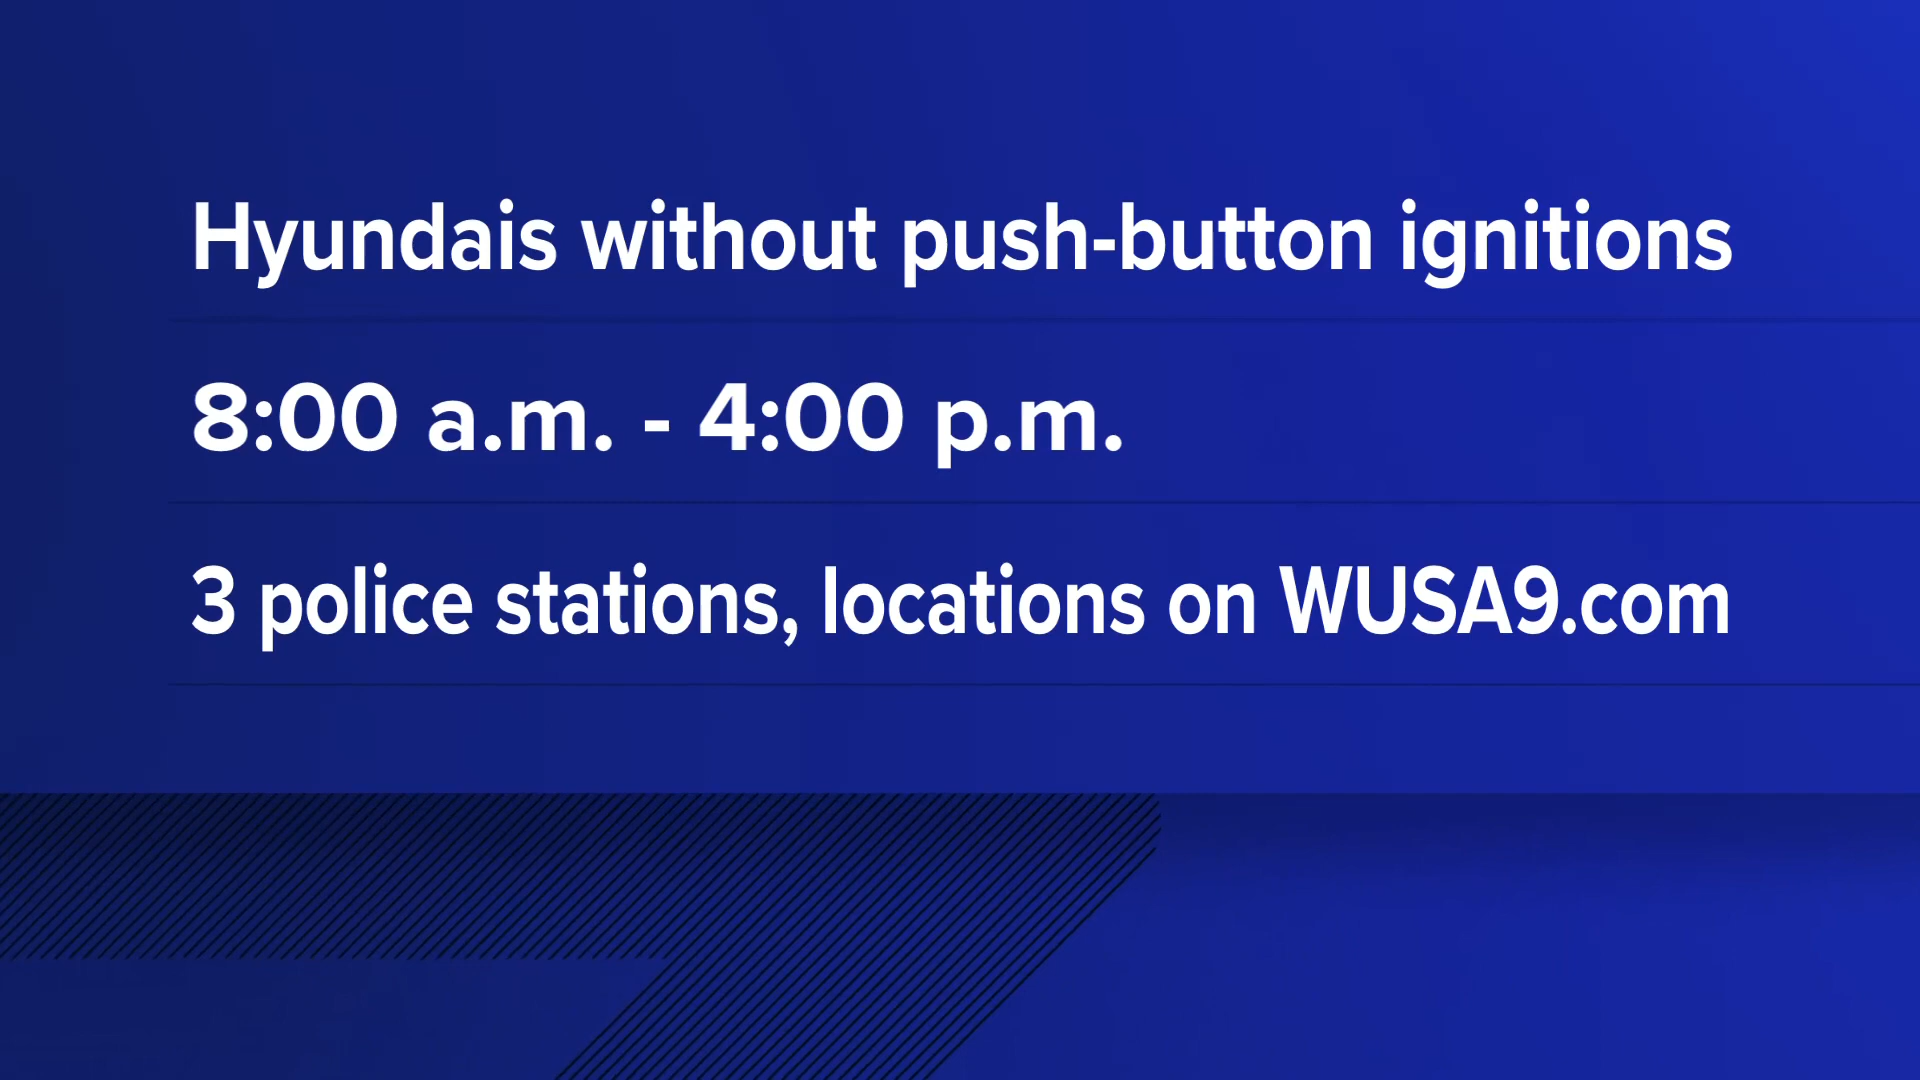 Hyundais without push-button ignitions
8:00 a.m. - 4:00 p.m.
3 police stations, locations on WUSA9.com